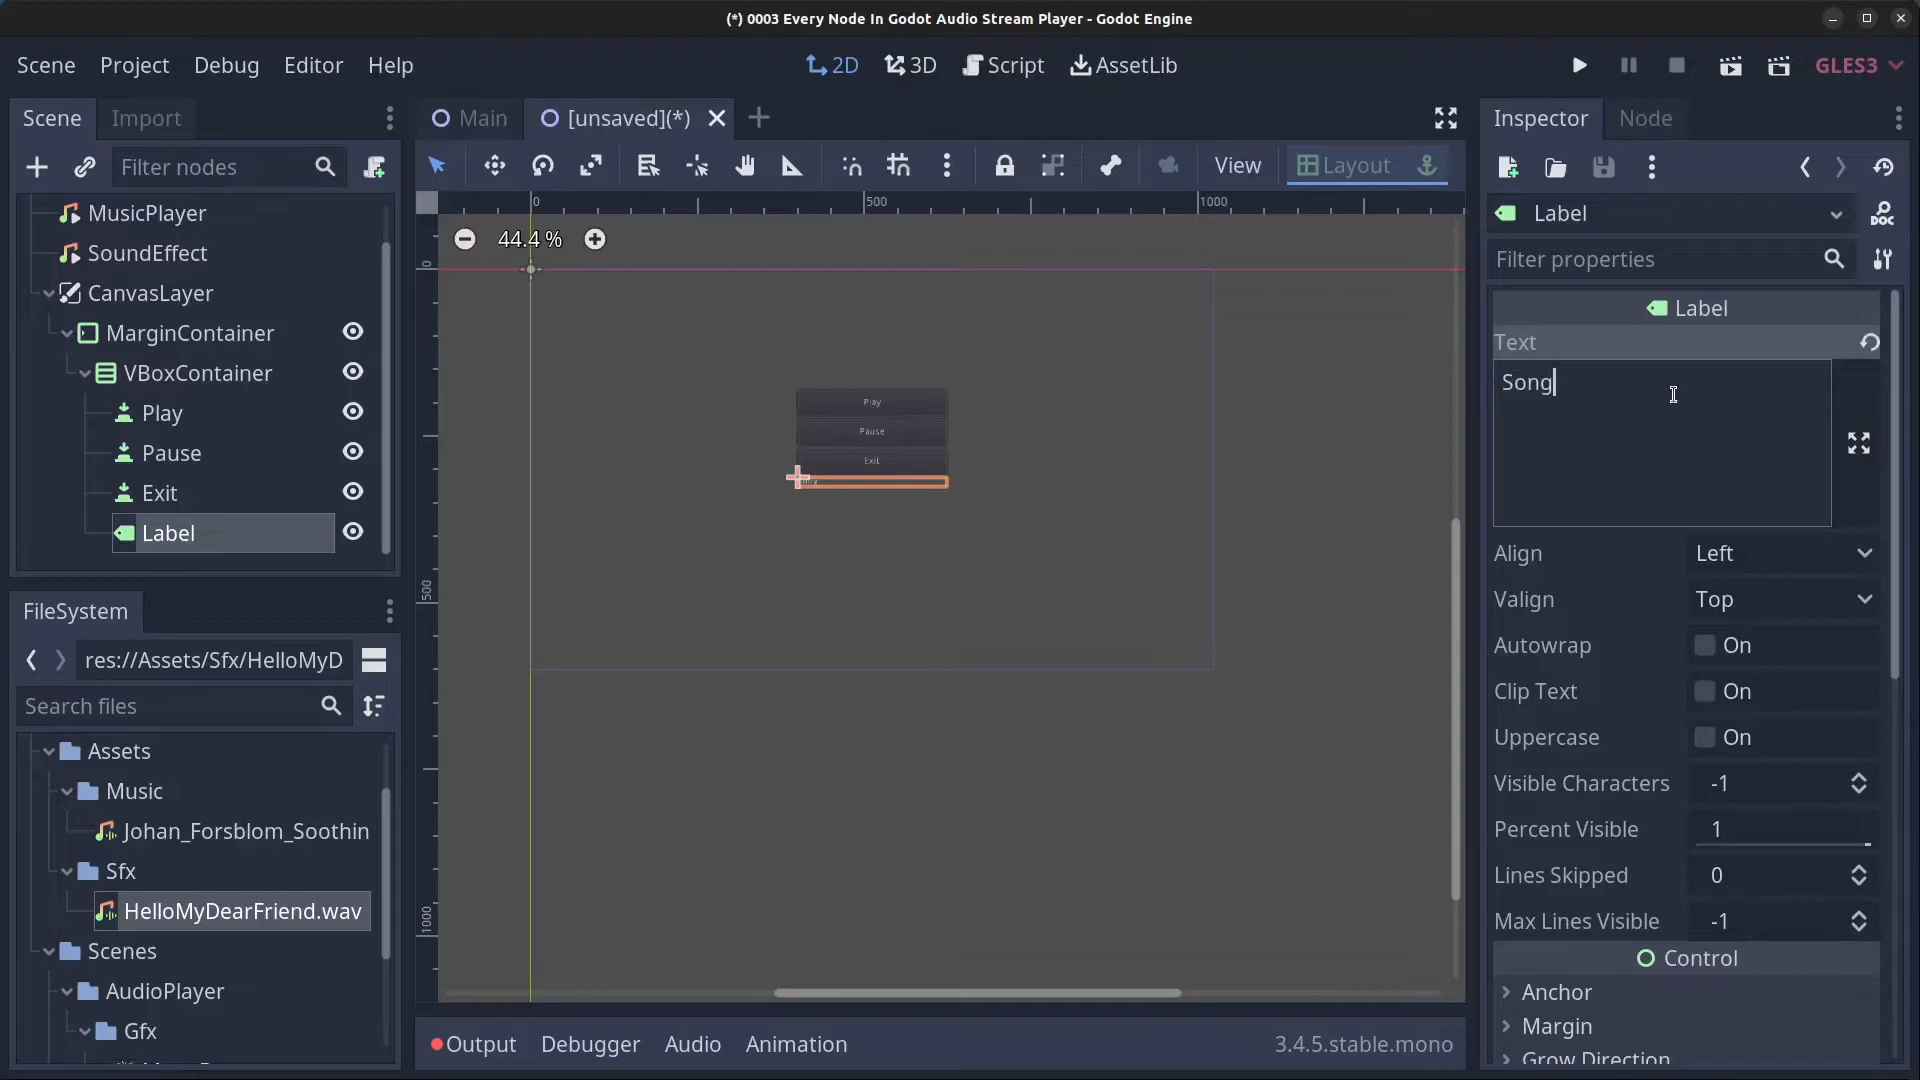 (*) 0003 Every Node In Godot Audio Stream Player - Godot Engine
Scene Project Debug Editor Help
2D 3D Script AssetLib
GLES3
Scene Import
Filter nodes
MusicPlayer
SoundEffect
CanvasLayer
MarginContainer
VBoxContainer
Play
Pause
Exit
Label
FileSystem
res://Assets/Sfx/HelloMyD
Search files
Assets
Music
Johan_Forsblom_Soothin
Sfx
HelloMyDearFriend.wav
Scenes
AudioPlayer
Gfx
Main [unsaved](*)
View Layout
0 500 1000
44.4 %
0
500
1000
Play
Pause
Exit
Output Debugger Audio Animation 3.4.5.stable.mono
Inspector Node
Label
DOC
Filter properties
Label
Text
Song
Align Left
Valign Top
Autowrap On
Clip Text On
Uppercase On
Visible Characters -1
Percent Visible 1
Lines Skipped 0
Max Lines Visible -1
Control
Anchor
Margin
Grow Direction